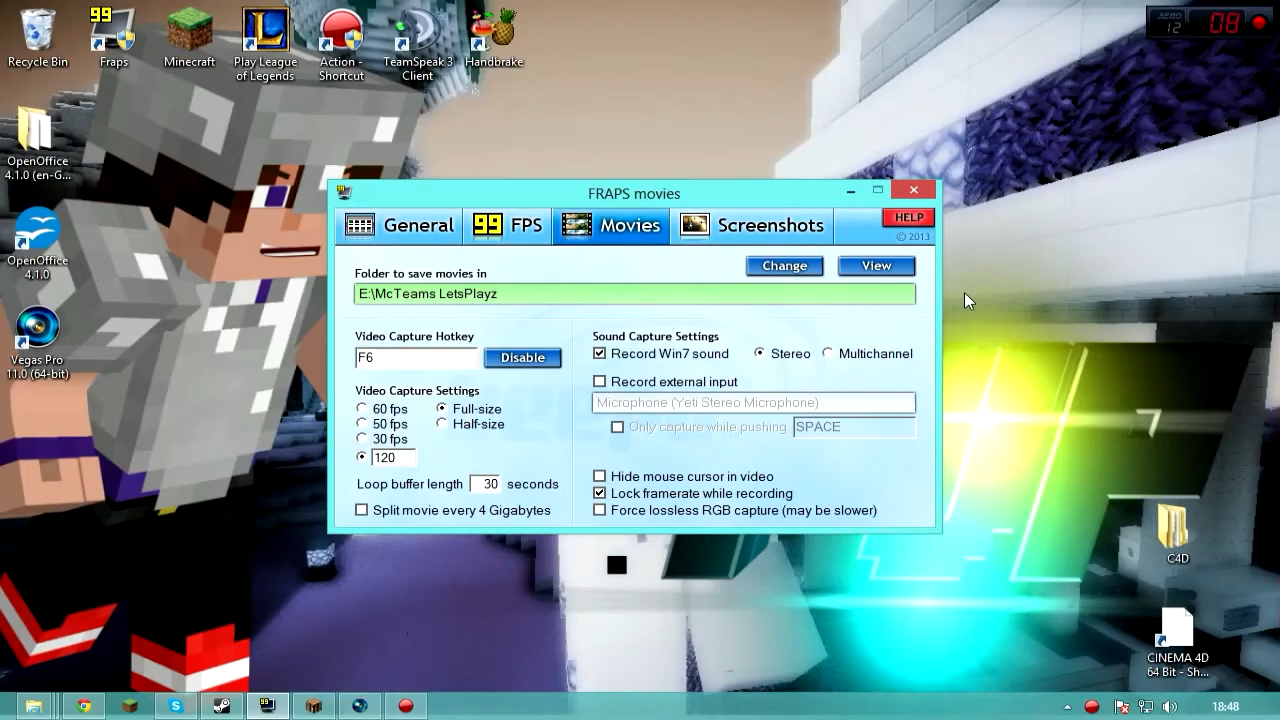 Recycle Bin
99
Fraps
Minecraft
Play League
of Legends
Action -
Shortcut
TeamSpeak 3
Client
Handbrake
AERO
12
08
OpenOffice
4.1.0 (en-G...
OpenOffice
4.1.0
Vegas Pro
11.0 (64-bit)
FRAPS movies
General
99 FPS
Movies
Screenshots
HELP
© 2013
Folder to save movies in
Change
View
E:\McTeams LetsPlayz
Video Capture Hotkey
F6
Disable
Video Capture Settings
60 fps
50 fps
30 fps
120
Full-size
Half-size
Loop buffer length 30 seconds
Split movie every 4 Gigabytes
Sound Capture Settings
Record Win7 sound
Stereo
Multichannel
Record external input
Microphone (Yeti Stereo Microphone)
Only capture while pushing
SPACE
Hide mouse cursor in video
Lock framerate while recording
Force lossless RGB capture (may be slower)
C4D
CINEMA 4D
64 Bit - Sh...
99
18:48